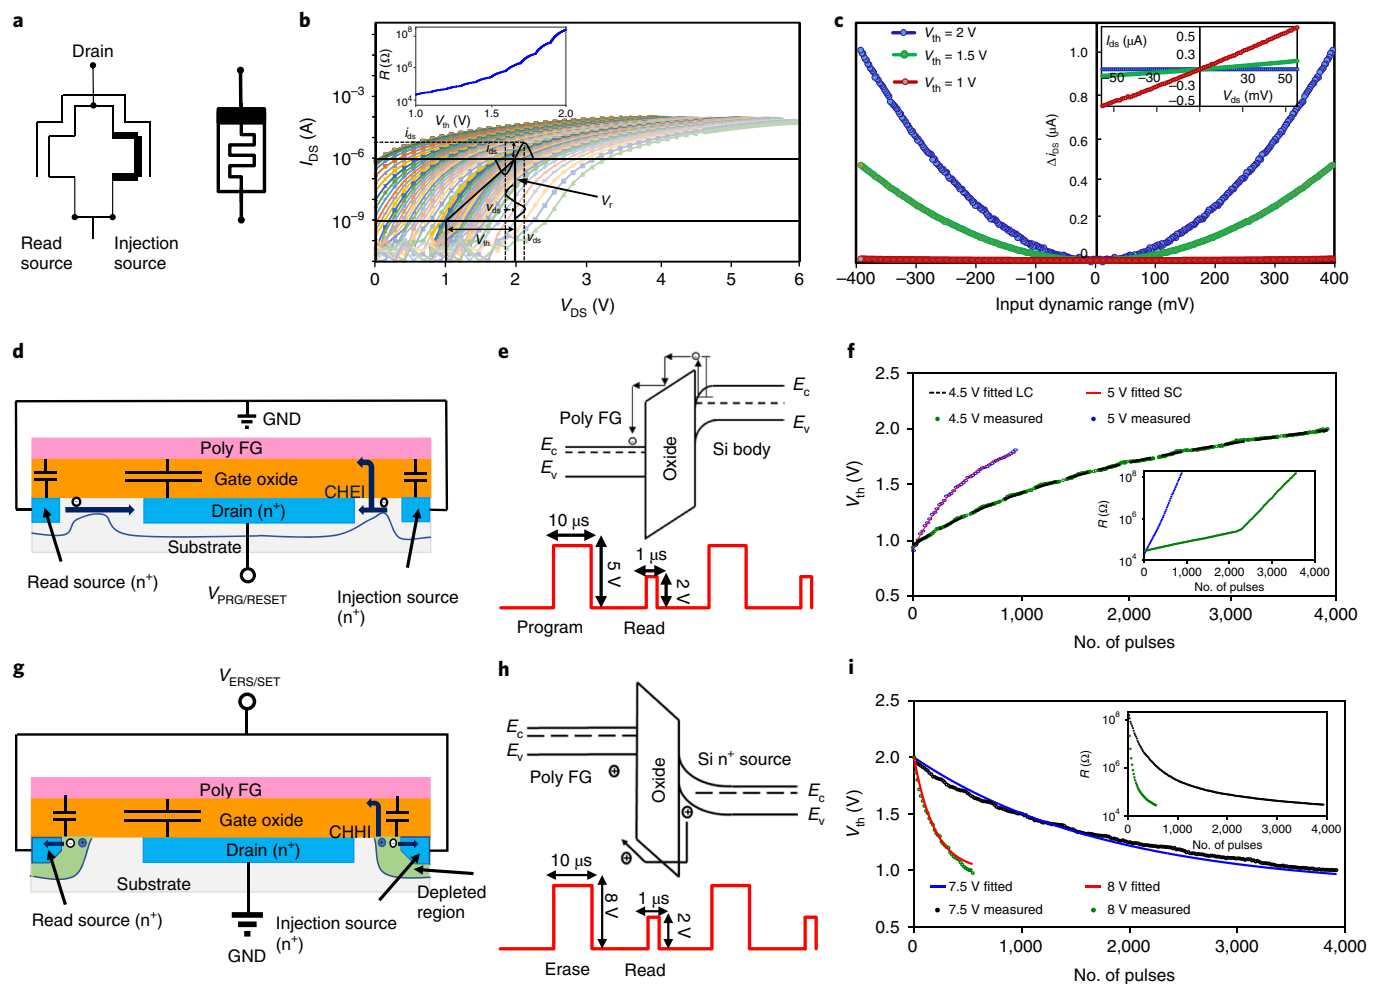 a
Drain
Read source
Injection source
b
I_DS (A)
10^−3
10^−6
10^−9
0
1
2
3
4
5
6
V_DS (V)
R (Ω)
10^8
10^6
10^4
1.0
1.5
2.0
V_th (V)
i_ds
i_ds
V_r
v_ds
V_th
v_ds
c
V_th = 2 V
V_th = 1.5 V
V_th = 1 V
Δi_DS (μA)
1.0
0.8
0.6
0.4
0.2
0
−400
−300
−200
−100
0
100
200
300
400
Input dynamic range (mV)
I_ds (μA)
0.5
0.3
−0.3
−0.5
−50
−30
30
50
V_ds (mV)
d
GND
Poly FG
Gate oxide
CHEI
Drain (n⁺)
Substrate
Read source (n⁺)
V_PRG/RESET
Injection source (n⁺)
e
Poly FG
E_c
E_v
Oxide
E_c
E_v
Si body
10 μs
5 V
1 μs
2 V
Program
Read
f
V_th (V)
2.5
2.0
1.5
1.0
0.5
4.5 V fitted LC
5 V fitted SC
4.5 V measured
5 V measured
R (Ω)
10^8
10^6
10^4
0
1,000
2,000
3,000
4,000
No. of pulses
0
1,000
2,000
3,000
4,000
No. of pulses
g
V_ERS/SET
Poly FG
Gate oxide
CHHI
Drain (n⁺)
Substrate
Depleted region
Read source (n⁺)
Injection source (n⁺)
GND
h
E_c
E_v
Poly FG
Oxide
Si n⁺ source
E_c
E_v
10 μs
8 V
1 μs
2 V
Erase
Read
i
V_th (V)
2.5
2.0
1.5
1.0
0.5
R (Ω)
10^8
10^6
10^4
0
1,000
2,000
3,000
4,000
No. of pulses
7.5 V fitted
8 V fitted
7.5 V measured
8 V measured
0
1,000
2,000
3,000
4,000
No. of pulses